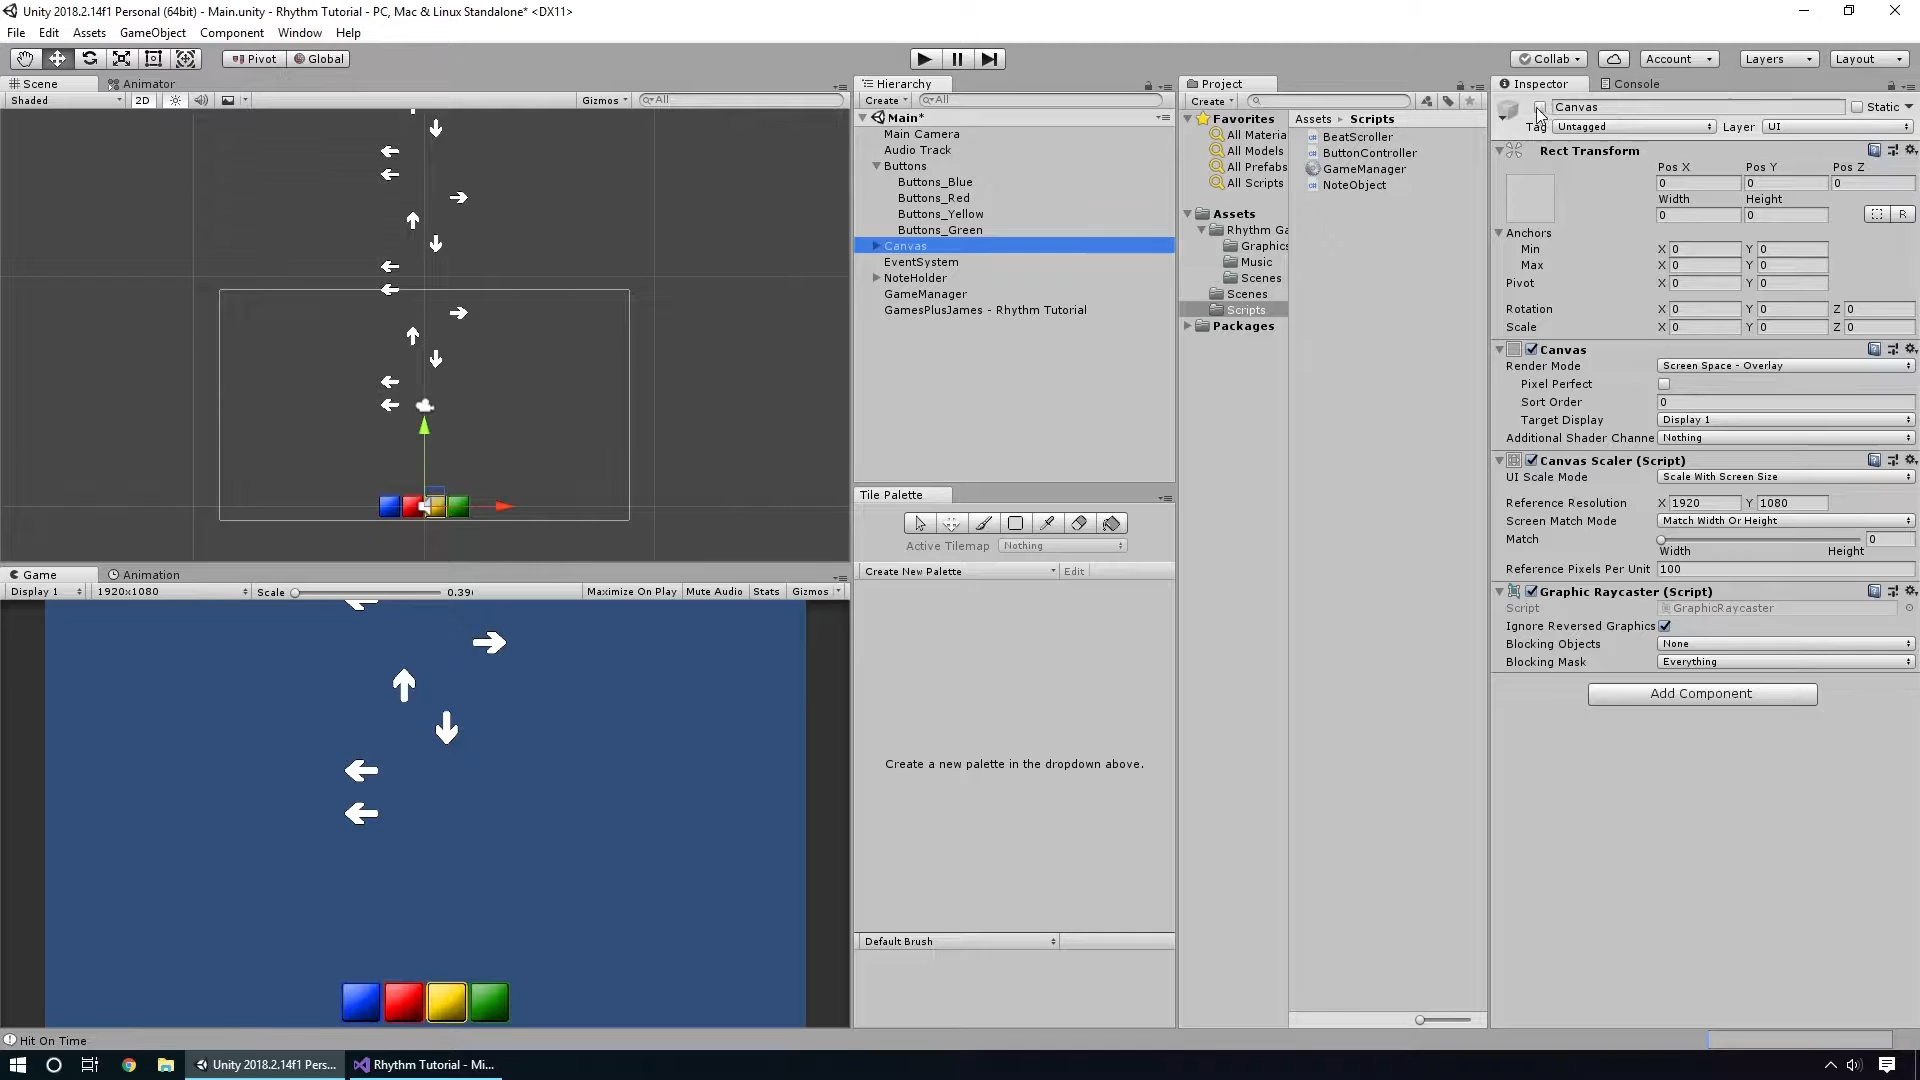 Unity 2018.2.14f1 Personal (64bit) - Main.unity - Rhythm Tutorial - PC, Mac & Linux Standalone* <DX11>
File Edit Assets GameObject Component Window Help
Pivot Global Collab Account Layers Layout
Scene Animator
Shaded 2D Gizmos All
Hierarchy
Create All
Main*
Main Camera
Audio Track
Buttons
Buttons_Blue
Buttons_Red
Buttons_Yellow
Buttons_Green
Canvas
EventSystem
NoteHolder
GameManager
GamesPlusJames - Rhythm Tutorial
Tile Palette
Active Tilemap Nothing
Create New Palette Edit
Create a new palette in the dropdown above.
Default Brush
Project
Create
Favorites
All Materia
All Models
All Prefabs
All Scripts
Assets
Rhythm Ga
Graphics
Music
Scenes
Scenes
Scripts
Packages
Assets Scripts
BeatScroller
ButtonController
GameManager
NoteObject
Inspector Console
Canvas Static
Tag Untagged Layer UI
Rect Transform
Pos X Pos Y Pos Z
0 0 0
Width Height
0 0 R
Anchors
Min X 0 Y 0
Max X 0 Y 0
Pivot X 0 Y 0
Rotation X 0 Y 0 Z 0
Scale X 0 Y 0 Z 0
Canvas
Render Mode Screen Space - Overlay
Pixel Perfect
Sort Order 0
Target Display Display 1
Additional Shader Channe Nothing
Canvas Scaler (Script)
UI Scale Mode Scale With Screen Size
Reference Resolution X 1920 Y 1080
Screen Match Mode Match Width Or Height
Match 0
Width Height
Reference Pixels Per Unit 100
Graphic Raycaster (Script)
Script GraphicRaycaster
Ignore Reversed Graphics
Blocking Objects None
Blocking Mask Everything
Add Component
Game Animation
Display 1 1920x1080 Scale Maximize On Play Mute Audio Stats Gizmos
Hit On Time
Unity 2018.2.14f1 Pers... Rhythm Tutorial - Mi...